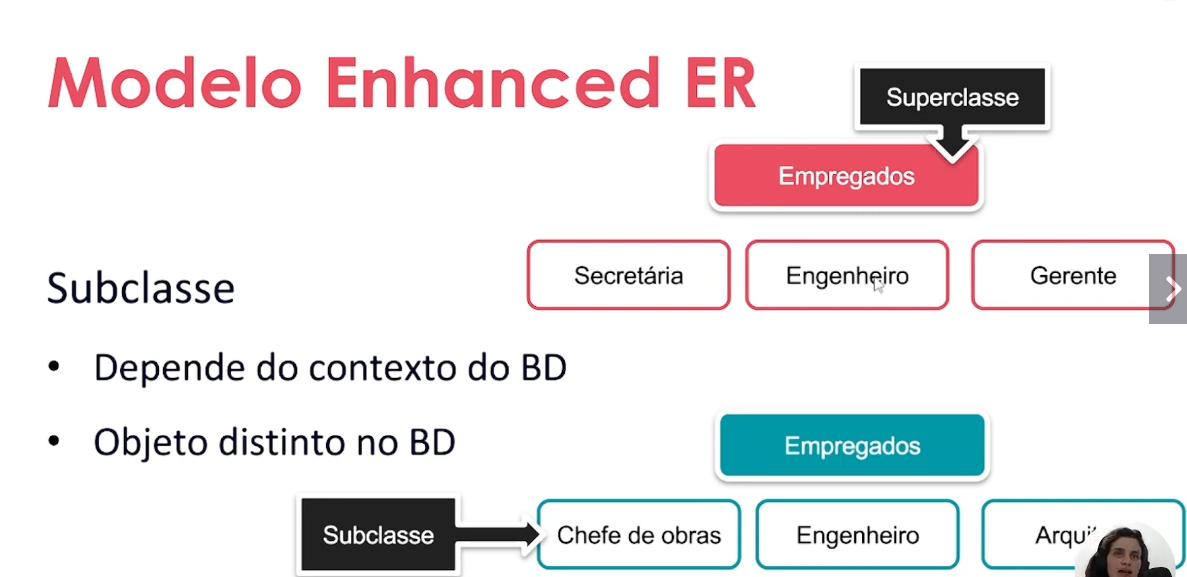 Modelo Enhanced ER
Superclasse
Empregados
Secretária
Engenheiro
Gerente
Subclasse
• Depende do contexto do BD
• Objeto distinto no BD
Empregados
Subclasse
Chefe de obras
Engenheiro